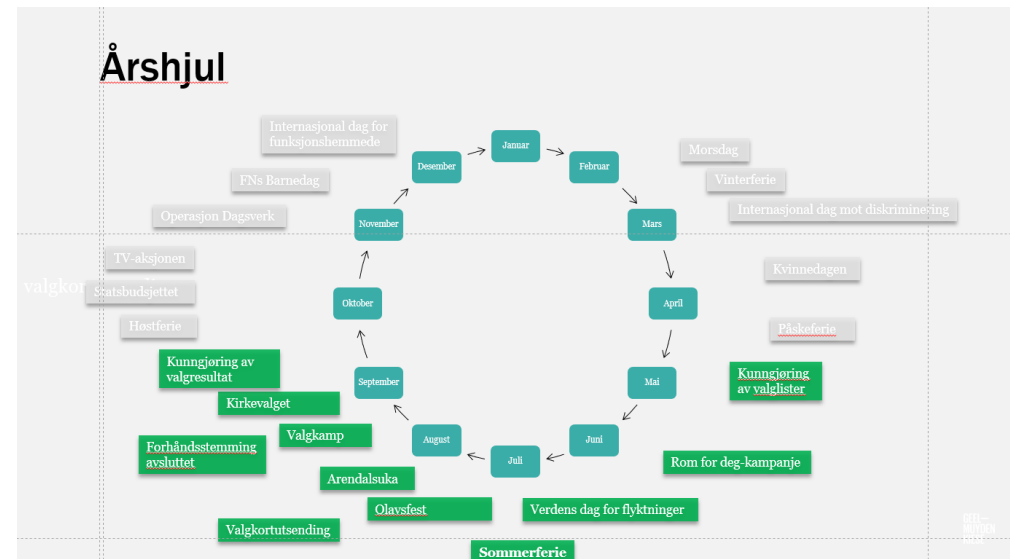 Årshjul
Internasjonal dag for
funksjonshemmede
Januar
Desember
Februar
Morsdag
FNs Barnedag
Vinterferie
Operasjon Dagsverk
November
Mars
Internasjonal dag mot diskriminering
TV-aksjonen
Kvinnedagen
Statsbudsjettet
Oktober
April
Høstferie
Påskeferie
Kunngjøring av
valgresultat
September
Mai
Kunngjøring
av valglister
Kirkevalget
Valgkamp
August
Juni
Forhåndsstemming
avsluttet
Juli
Rom for deg-kampanje
Arendalsuka
Olavsfest
Verdens dag for flyktninger
Valgkortutsending
Sommerferie